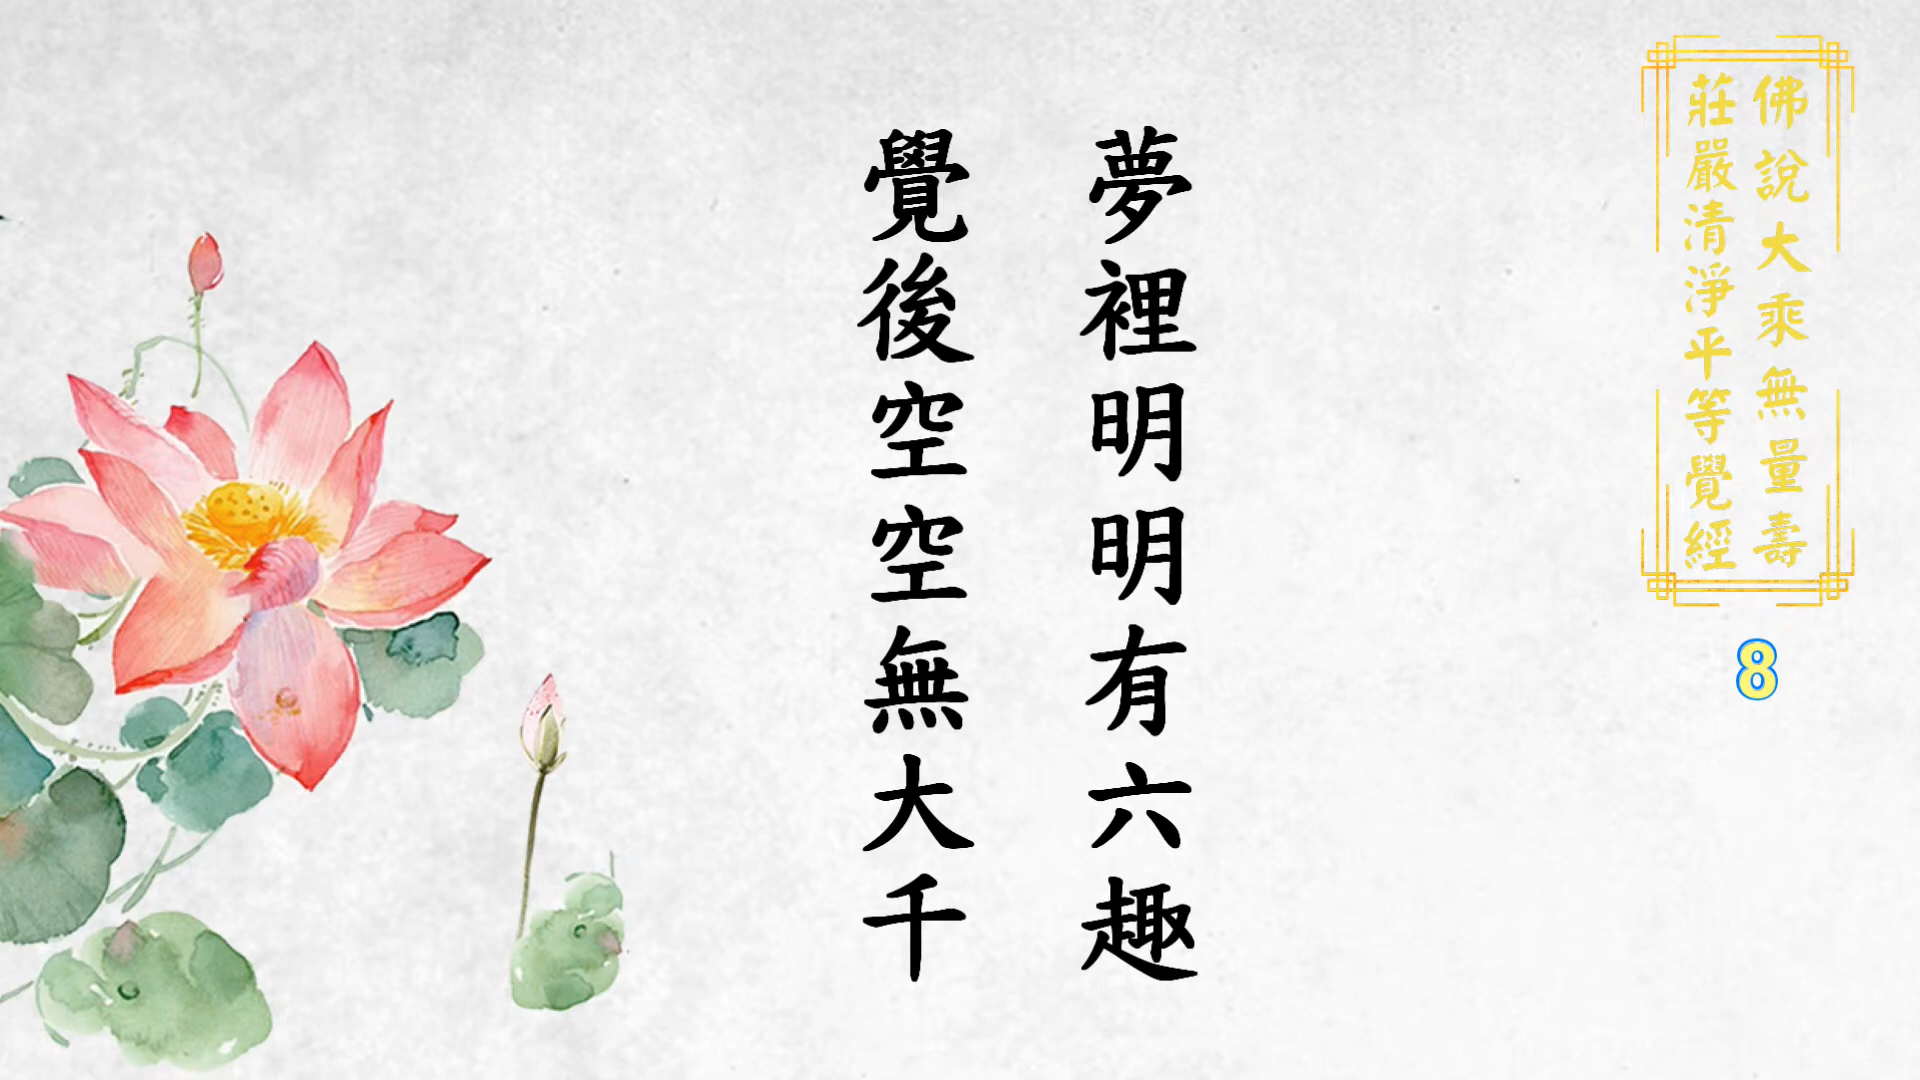 佛說大乘無量壽
莊嚴清淨平等覺經
8
夢裡明明有六趣
覺後空空無大千